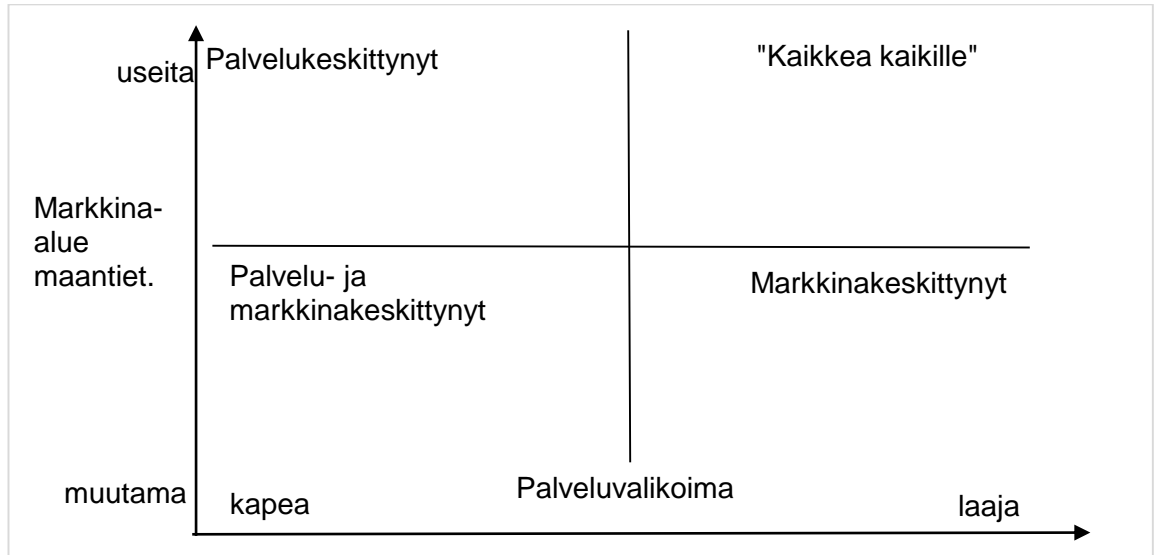 useita
Palvelukeskittynyt
"Kaikkea kaikille"
Markkina-
alue
maantiet.
Palvelu- ja
markkinakeskittynyt
Markkinakeskittynyt
muutama
kapea
Palveluvalikoima
laaja